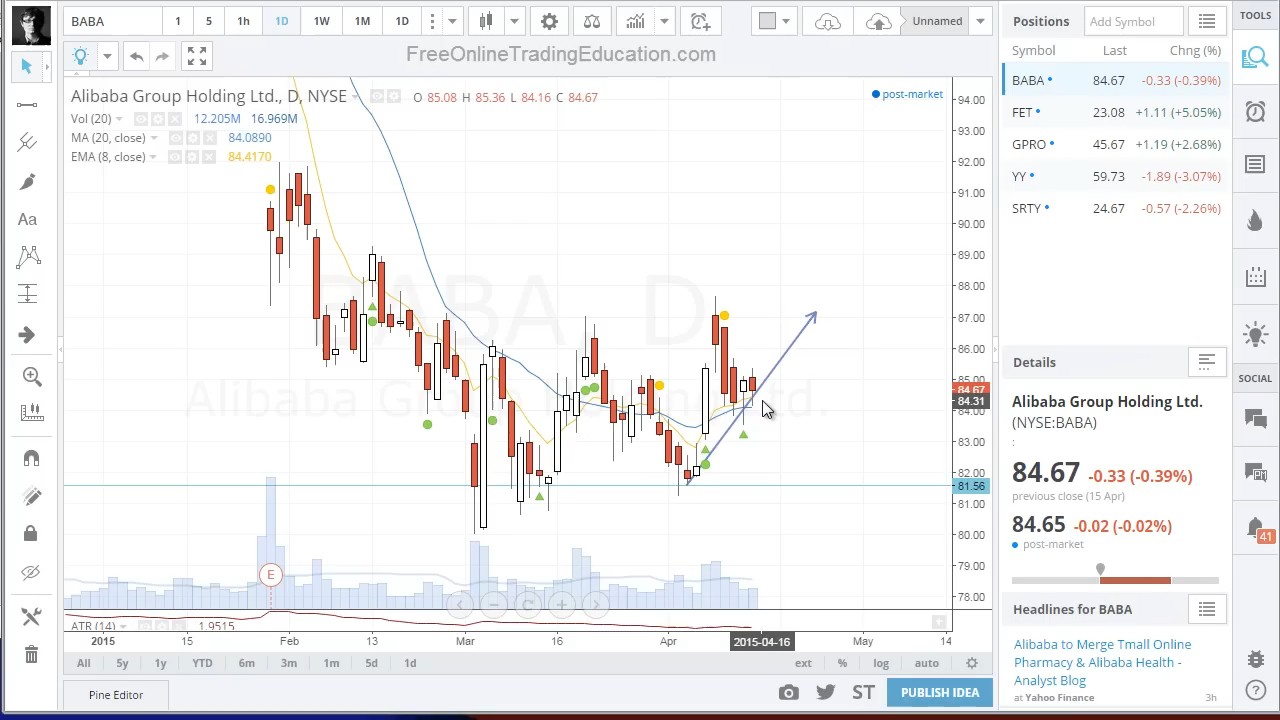 BABA
1
5
1h
1D
1W
1M
1D
Unnamed
FreeOnlineTradingEducation.com
Alibaba Group Holding Ltd., D, NYSE
O 85.08 H 85.36 L 84.16 C 84.67
post-market
Vol (20)
12.205M 16.969M
MA (20, close)
84.0890
EMA (8, close)
84.4170
BABA, D
Alibaba Group Holding Ltd
94.00
93.00
92.00
91.00
90.00
89.00
88.00
87.00
86.00
85.00
84.67
84.31
84.00
83.00
82.00
81.56
81.00
80.00
79.00
78.00
E
ATR (14)
1.9515
2015
15
Feb
13
Mar
16
Apr
2015-04-16
May
14
All
5y
1y
YTD
6m
3m
1m
5d
1d
ext
%
log
auto
Pine Editor
ST
PUBLISH IDEA
Aa
Positions
Add Symbol
Symbol Last Chng (%)
BABA 84.67 -0.33 (-0.39%)
FET 23.08 +1.11 (+5.05%)
GPRO 45.67 +1.19 (+2.68%)
YY 59.73 -1.89 (-3.07%)
SRTY 24.67 -0.57 (-2.26%)
Details
Alibaba Group Holding Ltd.
(NYSE:BABA)
:
84.67 -0.33 (-0.39%)
previous close (15 Apr)
84.65 -0.02 (-0.02%)
post-market
Headlines for BABA
Alibaba to Merge Tmall Online
Pharmacy & Alibaba Health -
Analyst Blog
at Yahoo Finance 3h
TOOLS
SOCIAL
41